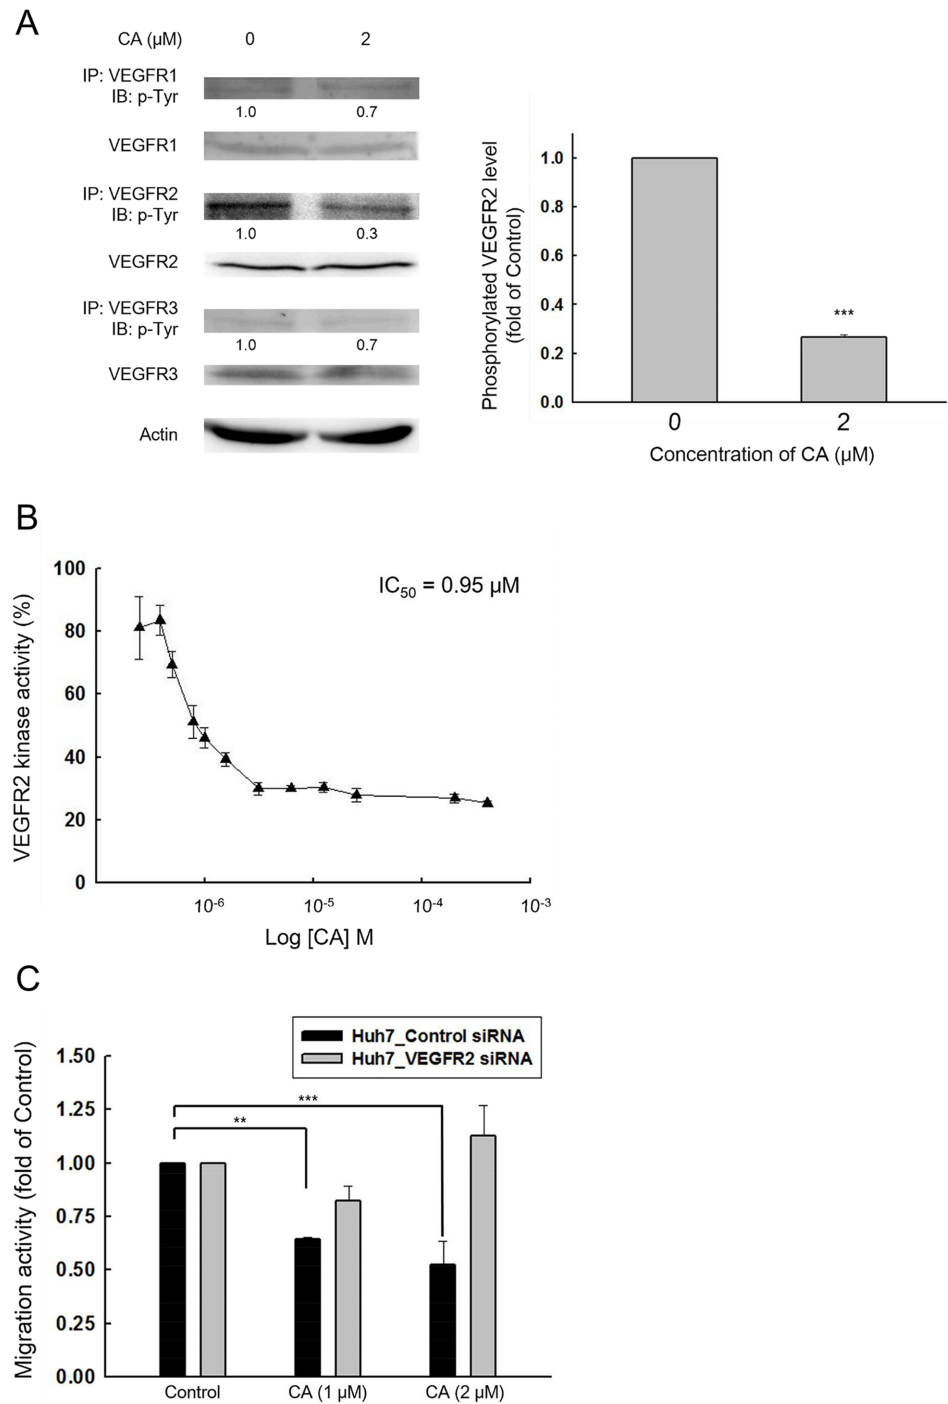 A
CA (µM) 0 2
IP: VEGFR1
IB: p-Tyr
1.0 0.7
VEGFR1
IP: VEGFR2
IB: p-Tyr
1.0 0.3
VEGFR2
IP: VEGFR3
IB: p-Tyr
1.0 0.7
VEGFR3
Actin
Phosphorylated VEGFR2 level
(fold of Control)
1.0
0.8
0.6
0.4
0.2
0.0
***
0 2
Concentration of CA (µM)
B
VEGFR2 kinase activity (%)
100
80
60
40
20
0
IC50 = 0.95 µM
10-6 10-5 10-4 10-3
Log [CA] M
C
Huh7_Control siRNA
Huh7_VEGFR2 siRNA
Migration activity (fold of Control)
1.50
1.25
1.00
0.75
0.50
0.25
0.00
***
**
Control CA (1 µM) CA (2 µM)